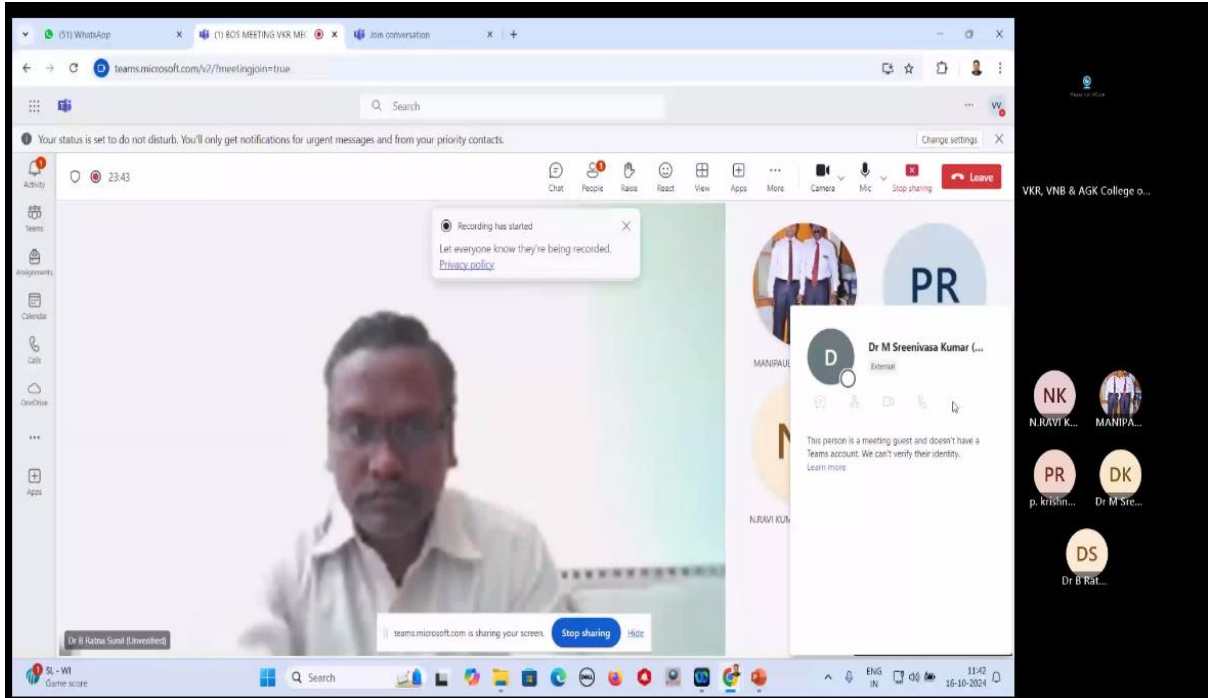 (51) WhatsApp
(1) BOS MEETING VKR MEC
Join conversation
teams.microsoft.com/v2/?meetingjoin=true
Search
VV
Your status is set to do not disturb. You'll only get notifications for urgent messages and from your priority contacts.
Change settings
Activity
Teams
Assignments
Calendar
Calls
OneDrive
Apps
23:43
Chat
People
Raise
React
View
Apps
More
Camera
Mic
Stop sharing
Leave
Recording has started
Let everyone know they're being recorded.
Privacy policy
MANIPAUL
PR
N
N.RAVI KUM
D
Dr M Sreenivasa Kumar (...
External
This person is a meeting guest and doesn't have a
Teams account. We can't verify their identity.
Learn more
Dr B Ratna Sunil (Unverified)
teams.microsoft.com is sharing your screen.
Stop sharing
Hide
VKR, VNB & AGK College o...
NK
N.RAVI K...
MANIPA...
PR
p. krishn...
DK
Dr M Sre...
DS
Dr B Rat...
SL - WI
Game score
Search
ENG
IN
11:42
16-10-2024